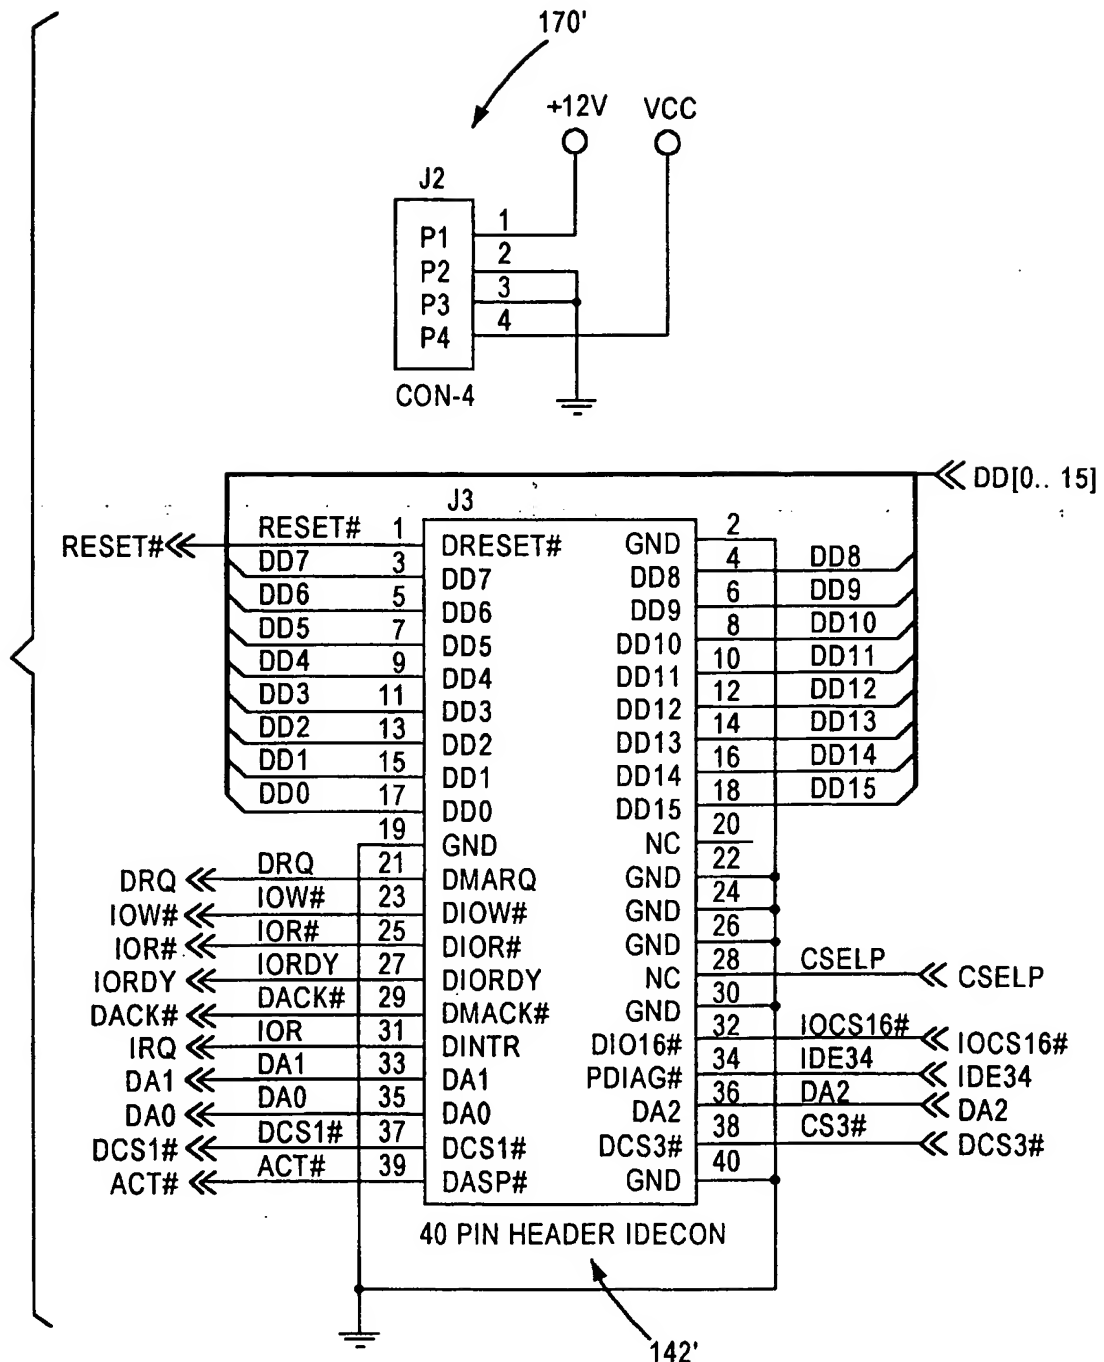 170'
+12V VCC
J2
P1 1
P2 2
P3 3
P4 4
CON-4
DD[0.. 15]
J3
RESET# RESET# 1 DRESET# GND 2
DD7 3 DD7 DD8 4 DD8
DD6 5 DD6 DD9 6 DD9
DD5 7 DD5 DD10 8 DD10
DD4 9 DD4 DD11 10 DD11
DD3 11 DD3 DD12 12 DD12
DD2 13 DD2 DD13 14 DD13
DD1 15 DD1 DD14 16 DD14
DD0 17 DD0 DD15 18 DD15
19 GND NC 20
DRQ DRQ 21 DMARQ GND 22
IOW# IOW# 23 DIOW# GND 24
IOR# IOR# 25 DIOR# GND 26
IORDY IORDY 27 DIORDY NC 28 CSELP CSELP
DACK# DACK# 29 DMACK# GND 30
IRQ IOR 31 DINTR DIO16# 32 IOCS16# IOCS16#
DA1 DA1 33 DA1 PDIAG# 34 IDE34 IDE34
DA0 DA0 35 DA0 DA2 36 DA2 DA2
DCS1# DCS1# 37 DCS1# DCS3# 38 CS3# DCS3#
ACT# ACT# 39 DASP# GND 40
40 PIN HEADER IDECON
142'